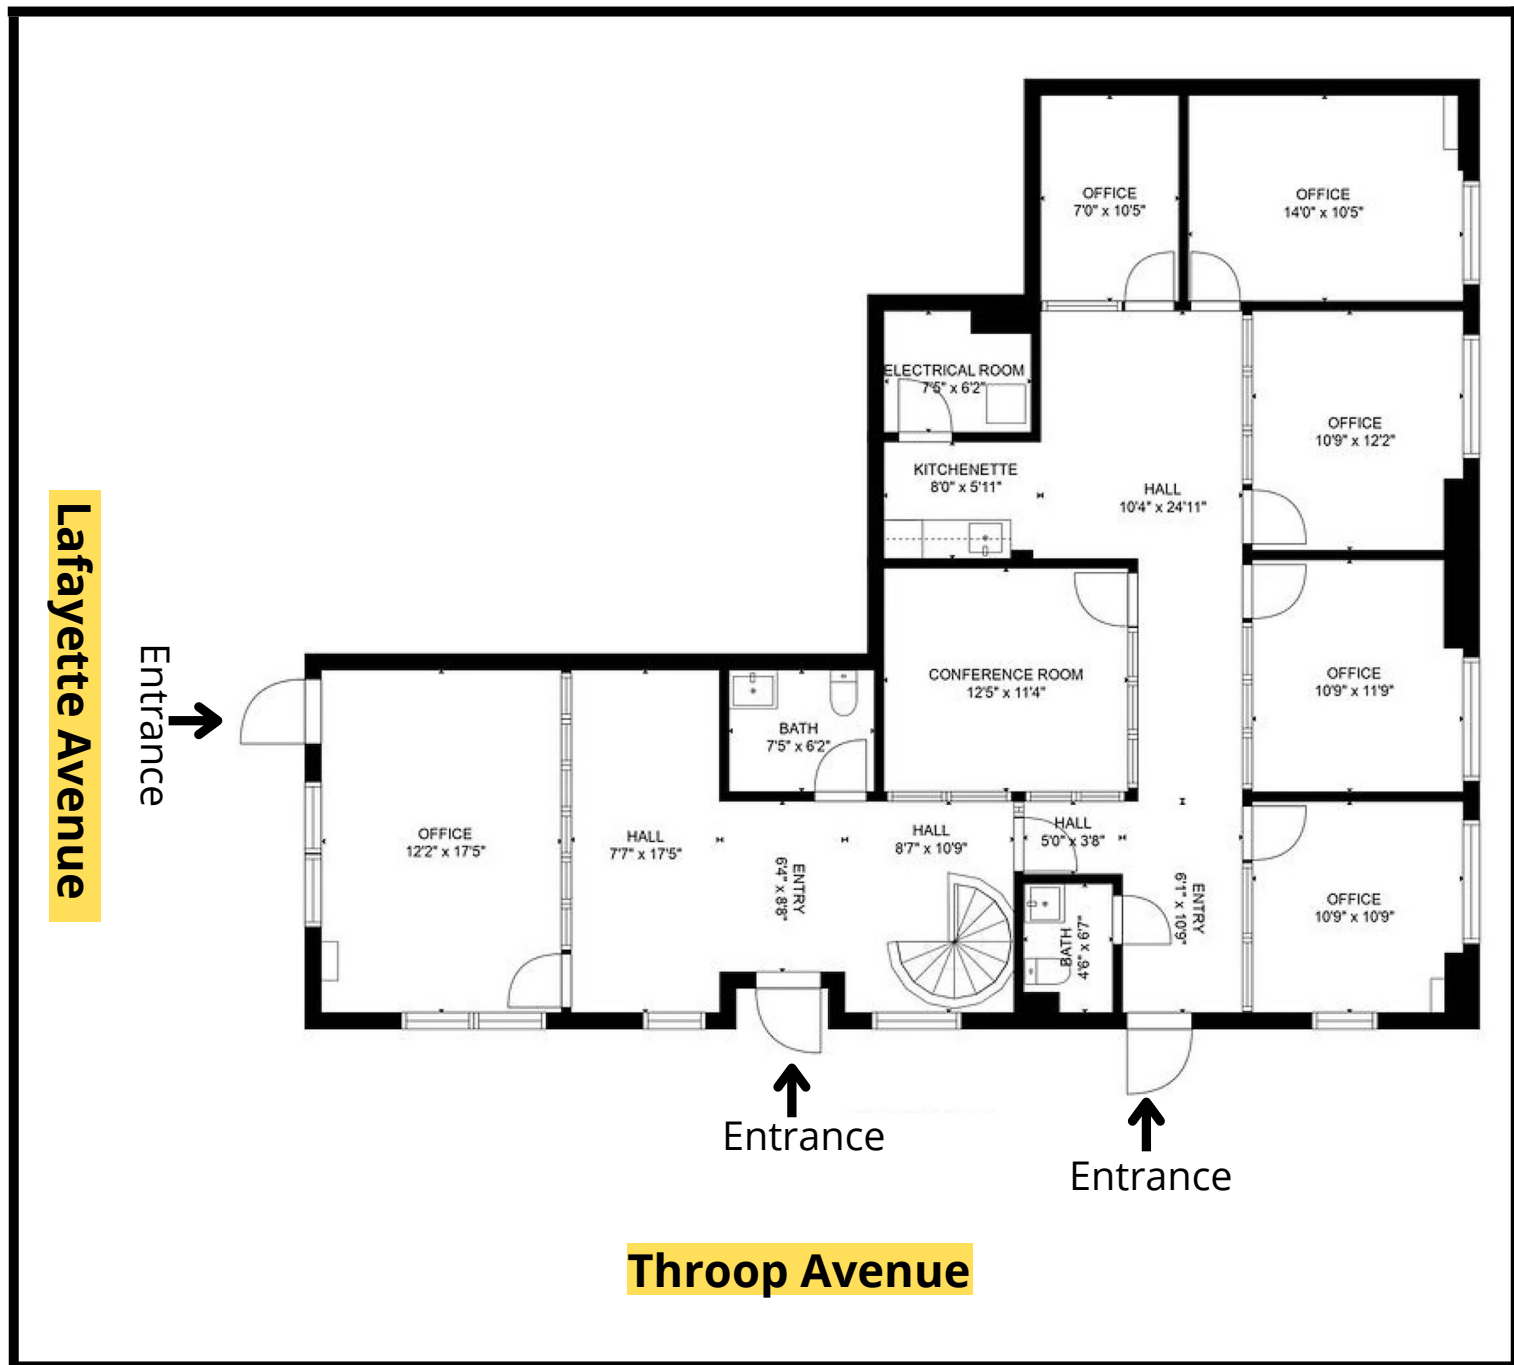 OFFICE
7'0" x 10'5"
OFFICE
14'0" x 10'5"
ELECTRICAL ROOM
7'5" x 6'2"
OFFICE
10'9" x 12'2"
KITCHENETTE
8'0" x 5'11"
HALL
10'4" x 24'11"
Lafayette Avenue
Entrance
CONFERENCE ROOM
12'5" x 11'4"
OFFICE
10'9" x 11'9"
BATH
7'5" x 6'2"
OFFICE
12'2" x 17'5"
HALL
7'7" x 17'5"
ENTRY
6'4" x 8'8"
HALL
8'7" x 10'9"
HALL
5'0" x 3'8"
BATH
4'6" x 6'7"
ENTRY
6'1" x 10'9"
OFFICE
10'9" x 10'9"
Entrance
Entrance
Throop Avenue